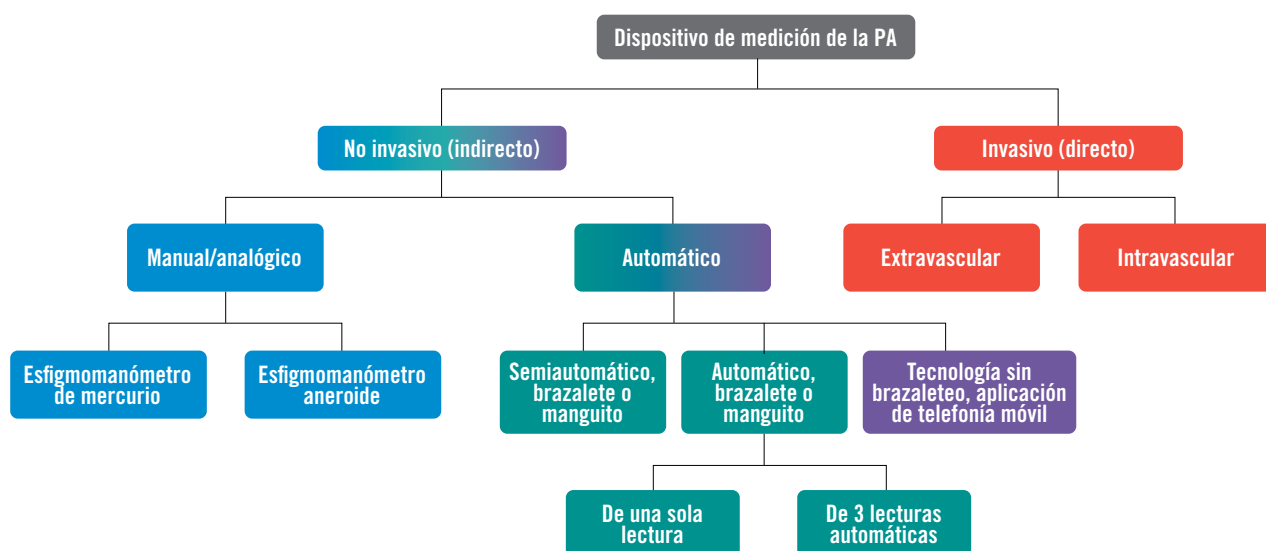 Dispositivo de medición de la PA
No invasivo (indirecto)
Invasivo (directo)
Manual/analógico
Automático
Extravascular
Intravascular
Esfigmomanómetro
de mercurio
Esfigmomanómetro
aneroide
Semiautomático,
brazalete o
manguito
Automático,
brazalete o
manguito
Tecnología sin
brazaleteo, aplicación
de telefonía móvil
De una sola
lectura
De 3 lecturas
automáticas